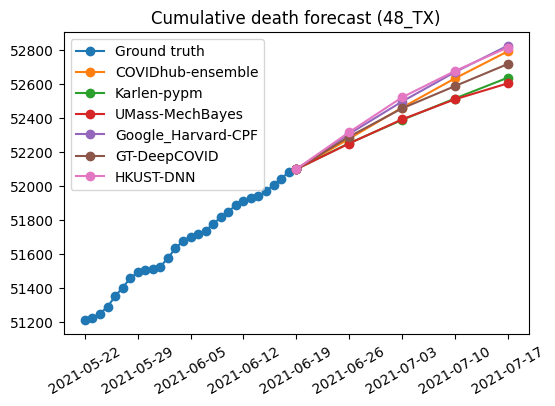 Cumulative death forecast (48_TX)
52800
52600
52400
52200
52000
51800
51600
51400
51200
Ground truth
COVIDhub-ensemble
Karlen-pypm
UMass-MechBayes
Google_Harvard-CPF
GT-DeepCOVID
HKUST-DNN
2021-05-22
2021-05-29
2021-06-05
2021-06-12
2021-06-19
2021-06-26
2021-07-03
2021-07-10
2021-07-17